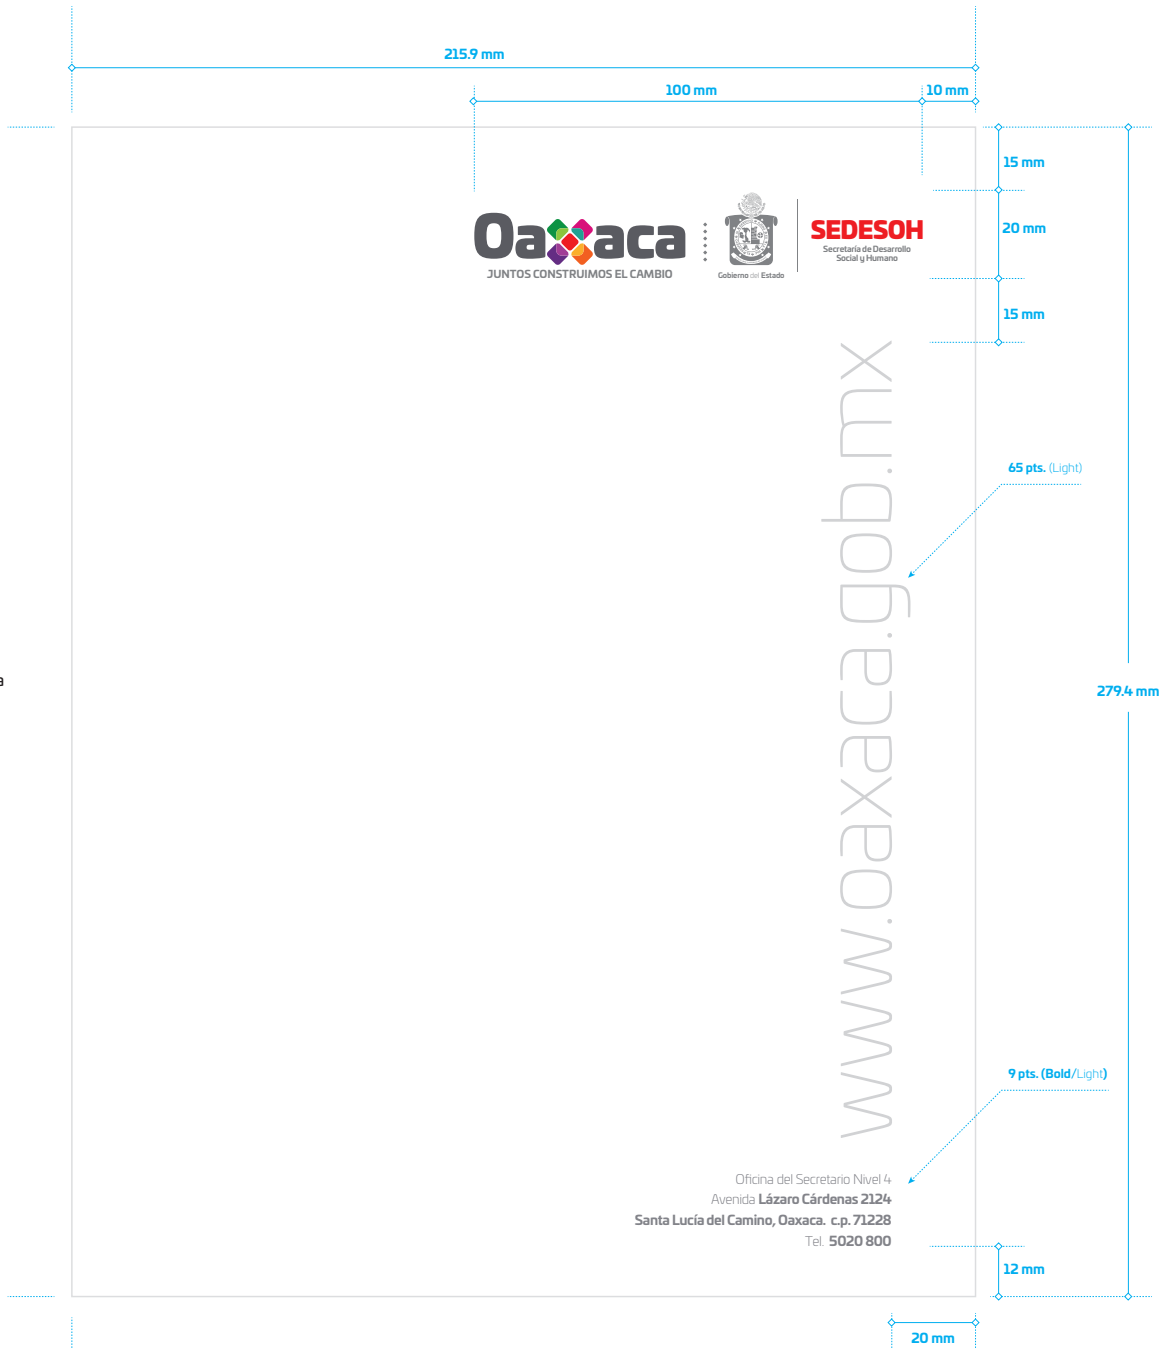 215.9 mm
100 mm
10 mm
15 mm
Oaxaca
JUNTOS CONSTRUIMOS EL CAMBIO
Gobierno del Estado
SEDESOH
Secretaría de Desarrollo
Social y Humano
20 mm
15 mm
www.oaxaca.gob.mx
65 pts. (Light)
a
279.4 mm
9 pts. (Bold/Light)
Oficina del Secretario Nivel 4
Avenida Lázaro Cárdenas 2124
Santa Lucía del Camino, Oaxaca. c.p. 71228
Tel. 5020 800
12 mm
20 mm